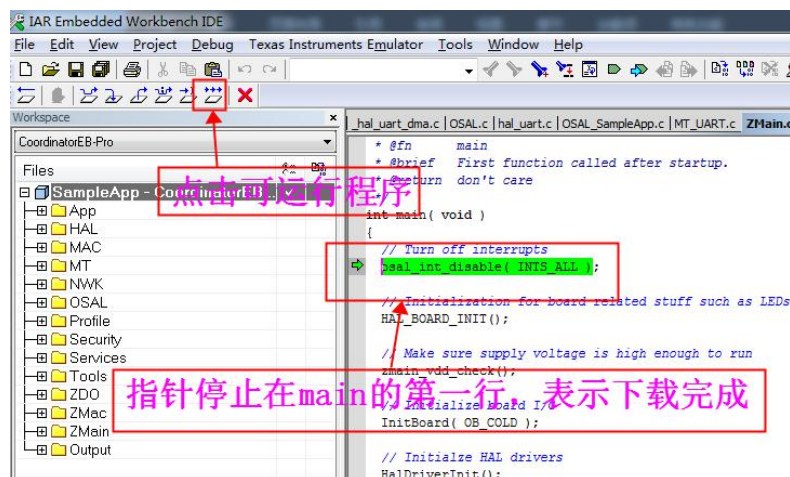 IAR Embedded Workbench IDE
File Edit View Project Debug Texas Instruments Emulator Tools Window Help
Workspace ×
_hal_uart_dma.c | OSAL.c | hal_uart.c | OSAL_SampleApp.c | MT_UART.c ZMain.c
CoordinatorEB-Pro
Files
SampleApp - CoordinatorEB...
App
HAL
MAC
MT
NWK
OSAL
Profile
Security
Services
Tools
ZDO
ZMac
ZMain
Output
* @fn main
* @brief First function called after startup.
* @return don't care
点击可运行程序
int main( void )
{
// Turn off interrupts
osal_int_disable( INTS_ALL );
// Initialization for board related stuff such as LEDs
HAL_BOARD_INIT();
// Make sure supply voltage is high enough to run
zmain_vdd_check();
指针停止在main的第一行，表示下载完成
// Initialize board I/O
InitBoard( OB_COLD );
// Initialze HAL drivers
HalDriverInit();